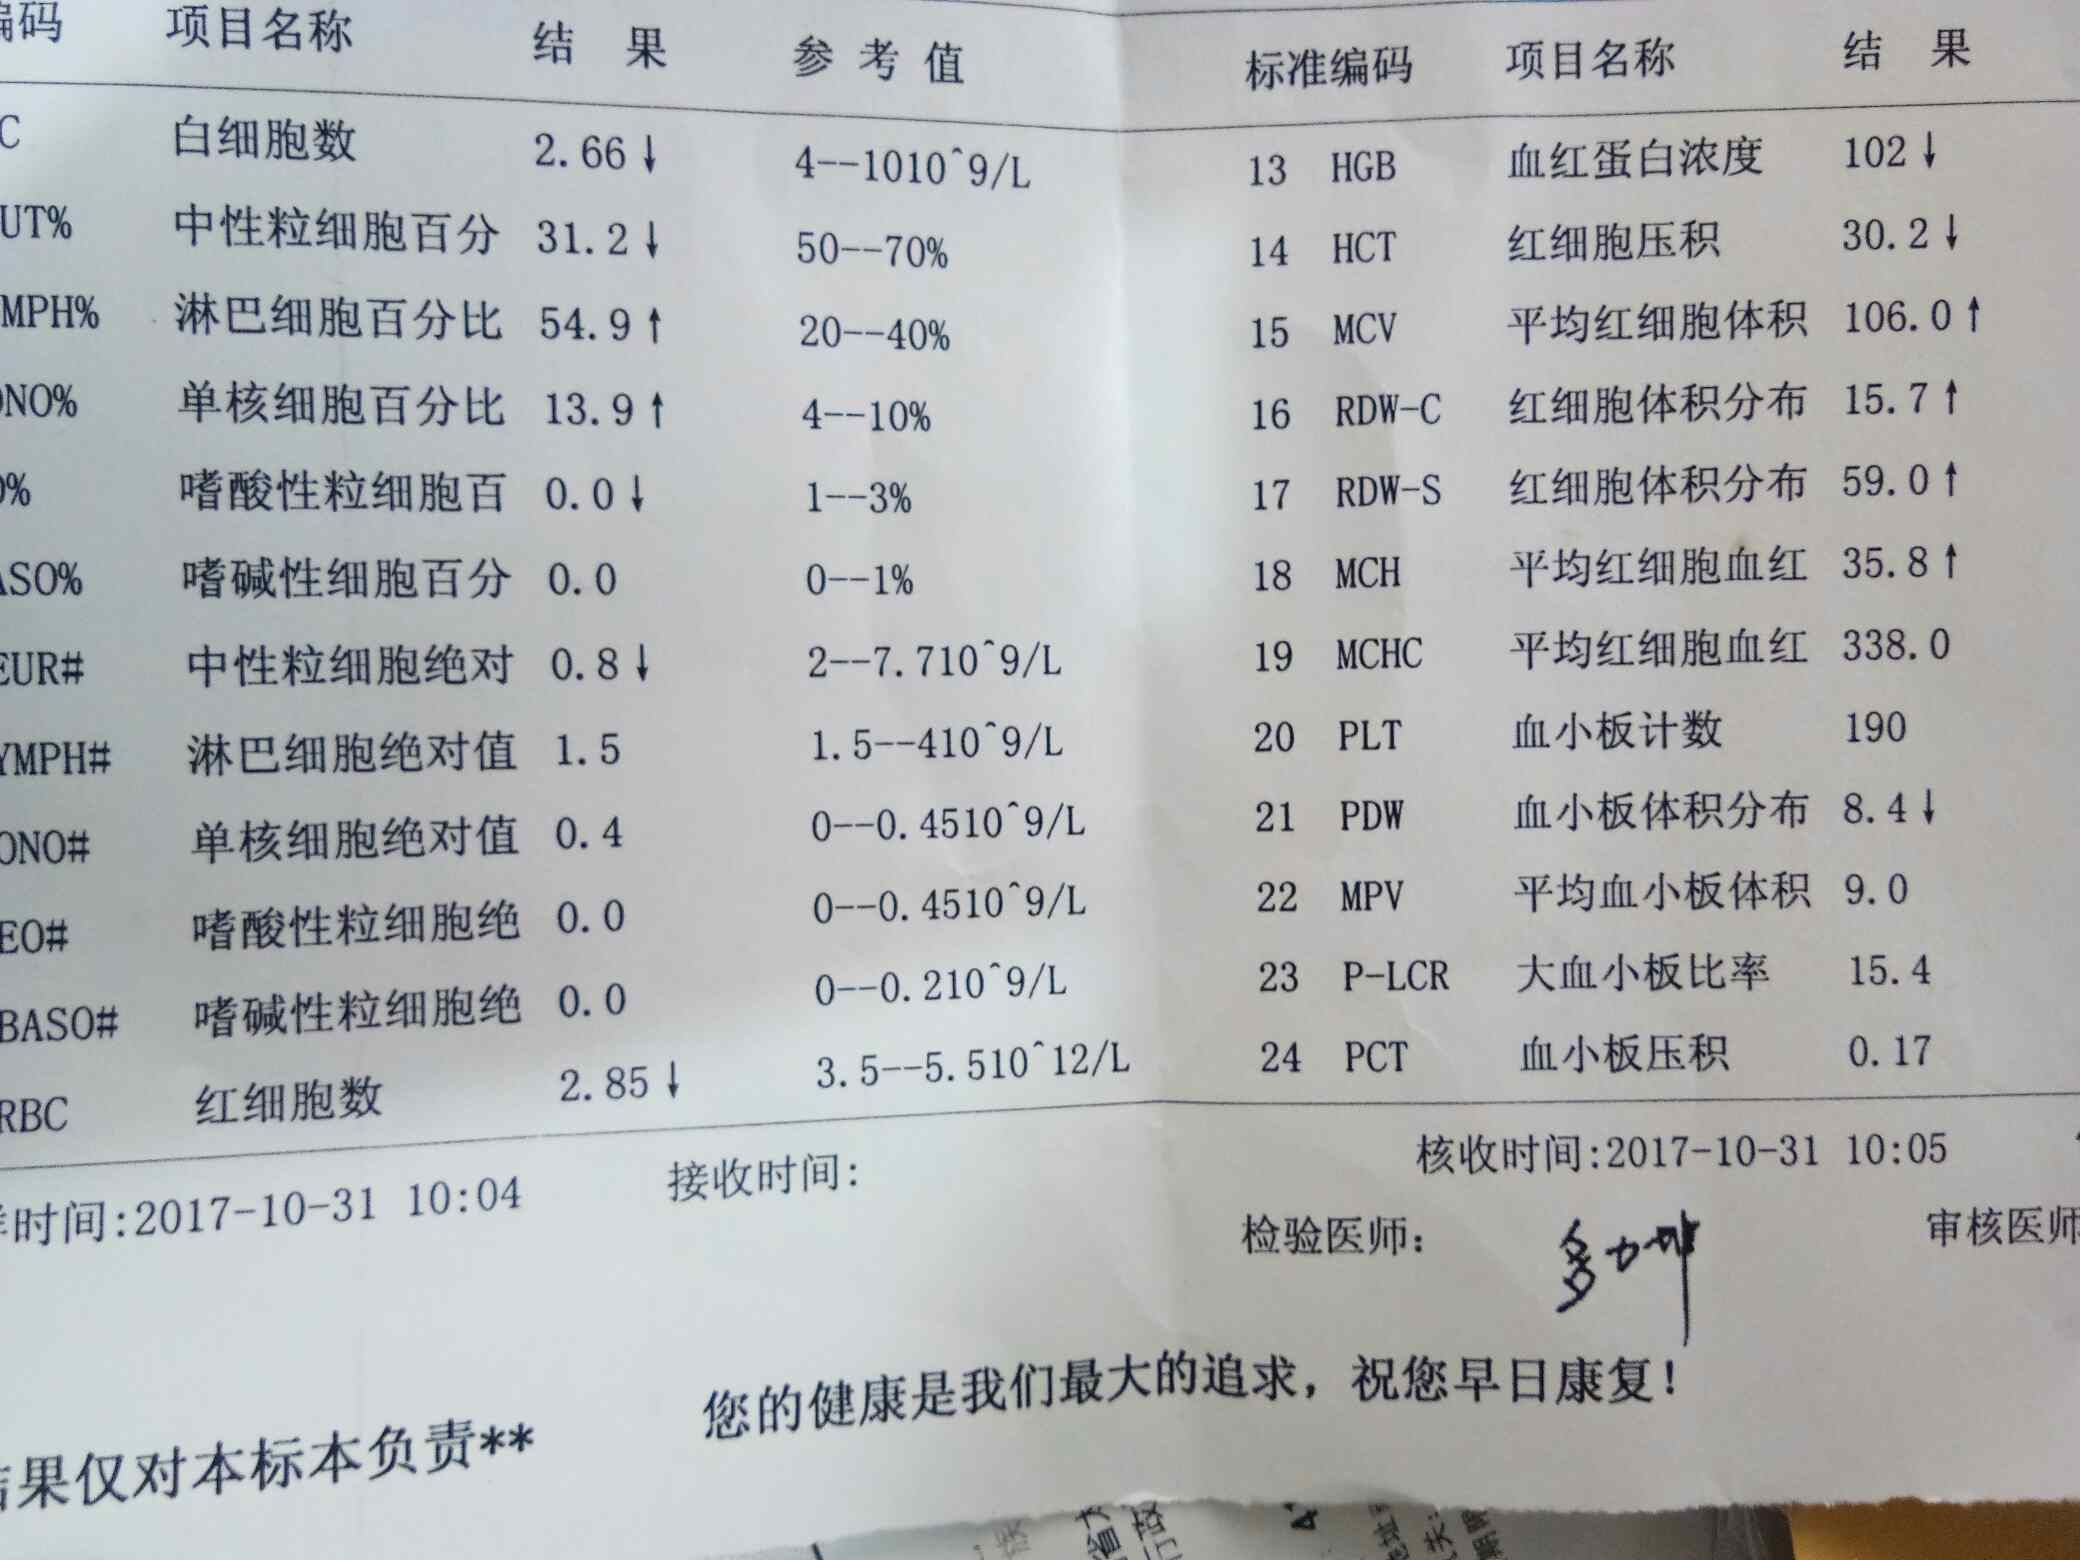 编码 项目名称 结 果 参 考 值 标准编码 项目名称 结 果
C 白细胞数 2.66↓ 4--1010^9/L 13 HGB 血红蛋白浓度 102↓
UT% 中性粒细胞百分 31.2↓ 50--70% 14 HCT 红细胞压积 30.2↓
MPH% 淋巴细胞百分比 54.9↑ 20--40% 15 MCV 平均红细胞体积 106.0↑
ONO% 单核细胞百分比 13.9↑ 4--10% 16 RDW-C 红细胞体积分布 15.7↑
O% 嗜酸性粒细胞百 0.0↓ 1--3% 17 RDW-S 红细胞体积分布 59.0↑
ASO% 嗜碱性细胞百分 0.0 0--1% 18 MCH 平均红细胞血红 35.8↑
EUR# 中性粒细胞绝对 0.8↓ 2--7.710^9/L 19 MCHC 平均红细胞血红 338.0
YMPH# 淋巴细胞绝对值 1.5 1.5--410^9/L 20 PLT 血小板计数 190
ONO# 单核细胞绝对值 0.4 0--0.4510^9/L 21 PDW 血小板体积分布 8.4↓
EO# 嗜酸性粒细胞绝 0.0 0--0.4510^9/L 22 MPV 平均血小板体积 9.0
BASO# 嗜碱性粒细胞绝 0.0 0--0.210^9/L 23 P-LCR 大血小板比率 15.4
RBC 红细胞数 2.85↓ 3.5--5.510^12/L 24 PCT 血小板压积 0.17
样时间:2017-10-31 10:04 接收时间: 核收时间:2017-10-31 10:05
检验医师: 审核医师
结果仅对本标本负责** 您的健康是我们最大的追求，祝您早日康复!